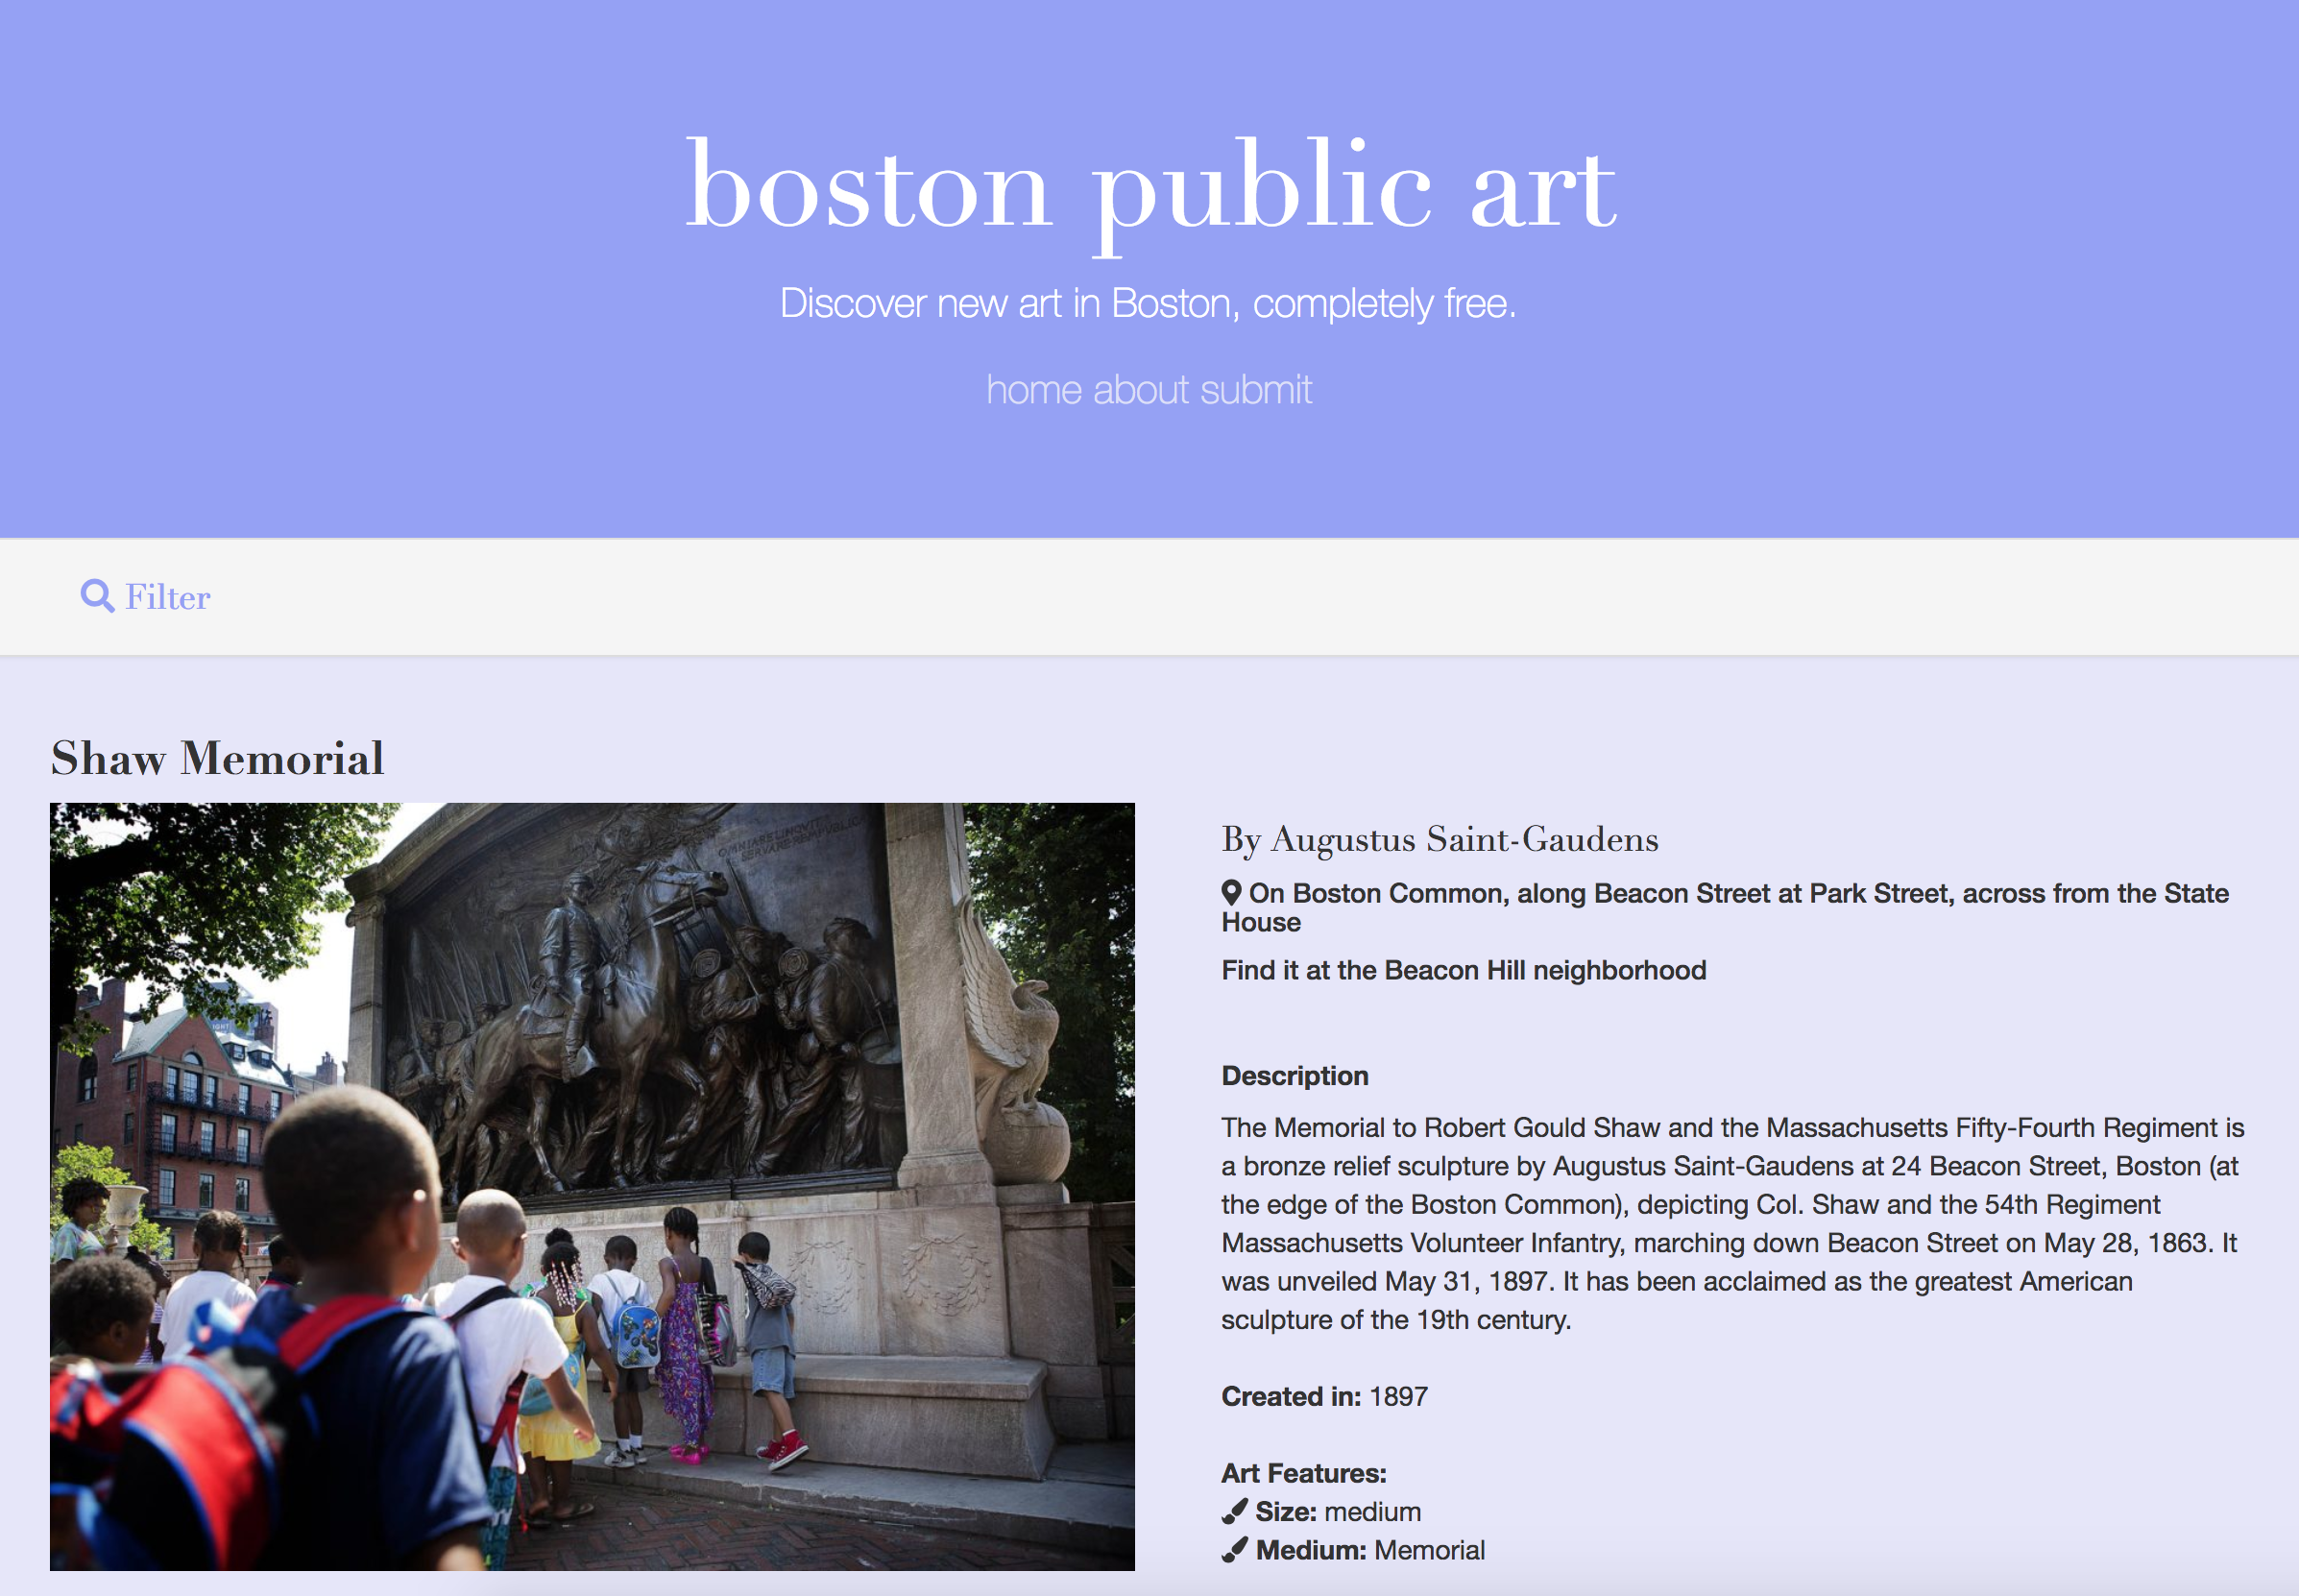 boston public art
Discover new art in Boston, completely free.
home about submit
Filter
Shaw Memorial
OMNIA RELINQVIT
SERVARE REMPVBLICAM
By Augustus Saint-Gaudens
On Boston Common, along Beacon Street at Park Street, across from the State
House
Find it at the Beacon Hill neighborhood
Description
The Memorial to Robert Gould Shaw and the Massachusetts Fifty-Fourth Regiment is
a bronze relief sculpture by Augustus Saint-Gaudens at 24 Beacon Street, Boston (at
the edge of the Boston Common), depicting Col. Shaw and the 54th Regiment
Massachusetts Volunteer Infantry, marching down Beacon Street on May 28, 1863. It
was unveiled May 31, 1897. It has been acclaimed as the greatest American
sculpture of the 19th century.
Created in: 1897
Art Features:
Size: medium
Medium: Memorial